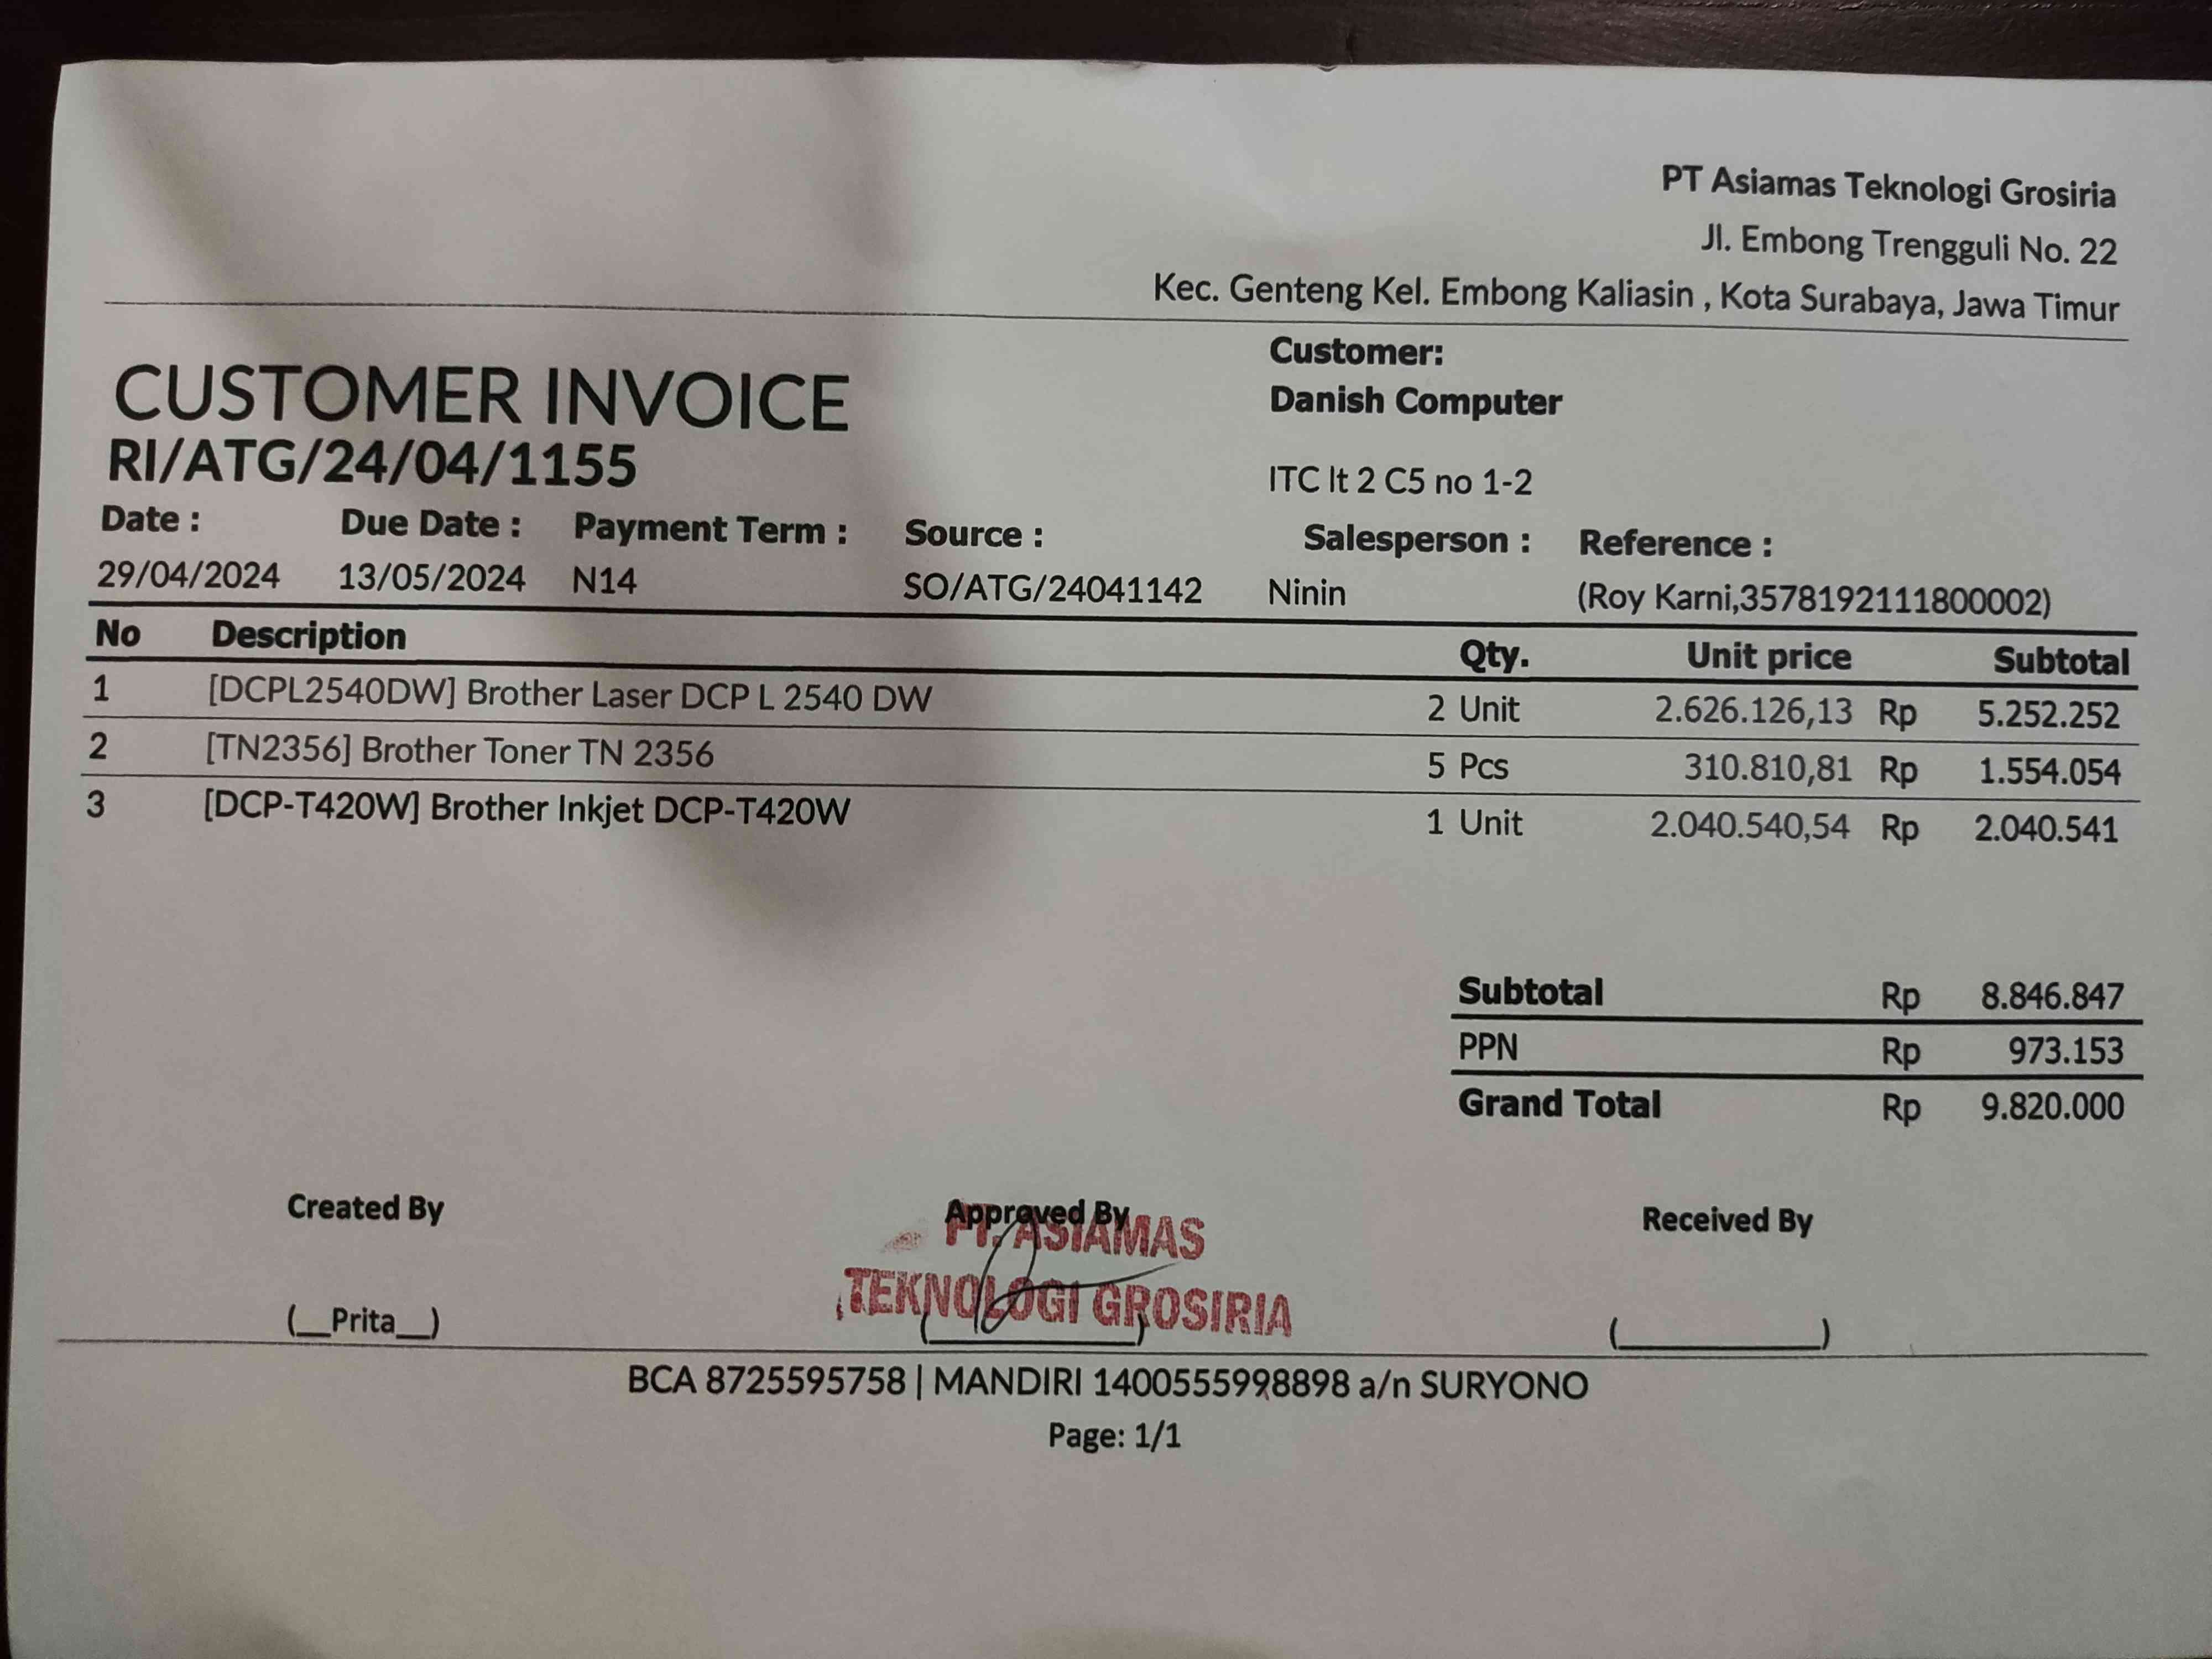 PT Asiamas Teknologi Grosiria
Jl. Embong Trengguli No. 22
Kec. Genteng Kel. Embong Kaliasin , Kota Surabaya, Jawa Timur
CUSTOMER INVOICE
RI/ATG/24/04/1155
Customer:
Danish Computer
ITC lt 2 C5 no 1-2
Date : Due Date : Payment Term : Source : Salesperson : Reference :
29/04/2024 13/05/2024 N14 SO/ATG/24041142 Ninin (Roy Karni,3578192111800002)
No Description Qty. Unit price Subtotal
1 [DCPL2540DW] Brother Laser DCP L 2540 DW 2 Unit 2.626.126,13 Rp 5.252.252
2 [TN2356] Brother Toner TN 2356 5 Pcs 310.810,81 Rp 1.554.054
3 [DCP-T420W] Brother Inkjet DCP-T420W 1 Unit 2.040.540,54 Rp 2.040.541
Subtotal Rp 8.846.847
PPN Rp 973.153
Grand Total Rp 9.820.000
Created By Approved By Received By
PT. ASIAMAS
TEKNOLOGI GROSIRIA
(__Prita__) (__________) (__________)
BCA 8725595758 | MANDIRI 1400555998898 a/n SURYONO
Page: 1/1